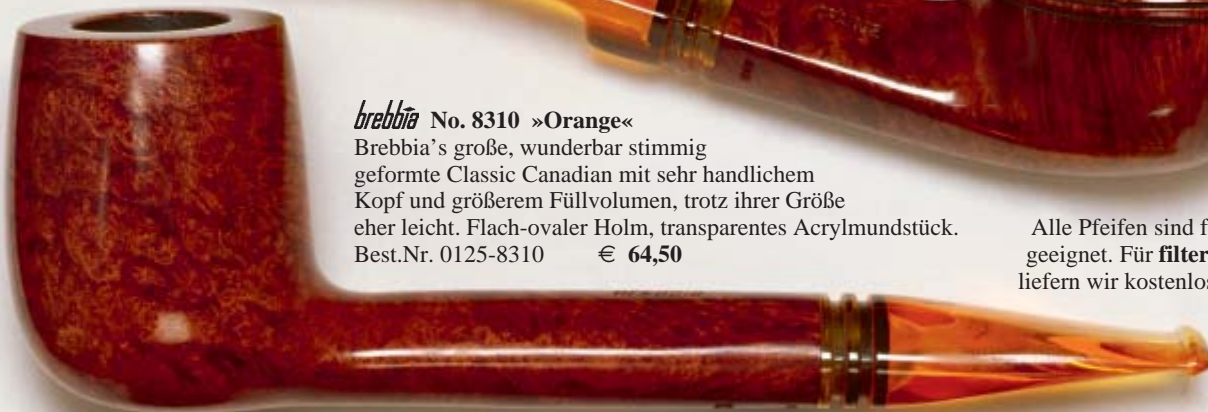 brebbia No. 8310 »Orange«
Brebbia's große, wunderbar stimmig
geformte Classic Canadian mit sehr handlichem
Kopf und größerem Füllvolumen, trotz ihrer Größe
eher leicht. Flach-ovaler Holm, transparentes Acrylmundstück.
Best.Nr. 0125-8310 € 64,50
Alle Pfeifen sind f
geeignet. Für filter
liefern wir kostenlos